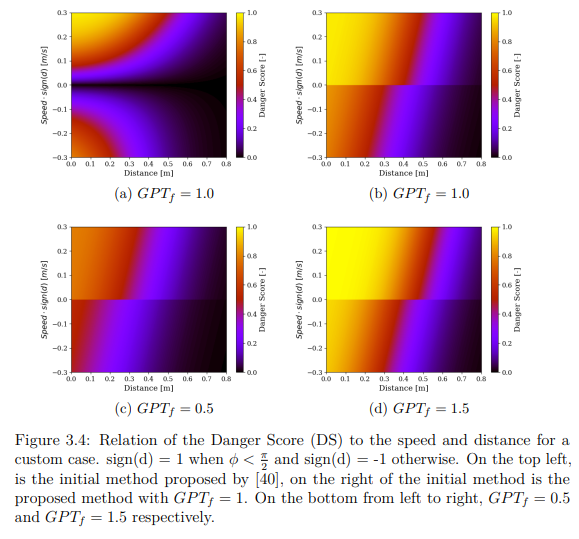 0.3
0.2
0.1
0.0
−0.1
−0.2
−0.3
0.0 0.1 0.2 0.3 0.4 0.5 0.6 0.7 0.8
Distance [m]
Speed · sign(d) [m/s]
1.0
0.8
0.6
0.4
0.2
0.0
Danger Score [-]
(a) GPT_f = 1.0
0.3
0.2
0.1
0.0
−0.1
−0.2
−0.3
0.0 0.1 0.2 0.3 0.4 0.5 0.6 0.7 0.8
Distance [m]
Speed · sign(d) [m/s]
1.0
0.8
0.6
0.4
0.2
0.0
Danger Score [-]
(b) GPT_f = 1.0
0.3
0.2
0.1
0.0
−0.1
−0.2
−0.3
0.0 0.1 0.2 0.3 0.4 0.5 0.6 0.7 0.8
Distance [m]
Speed · sign(d) [m/s]
1.0
0.8
0.6
0.4
0.2
0.0
Danger Score [-]
(c) GPT_f = 0.5
0.3
0.2
0.1
0.0
−0.1
−0.2
−0.3
0.0 0.1 0.2 0.3 0.4 0.5 0.6 0.7 0.8
Distance [m]
Speed · sign(d) [m/s]
1.0
0.8
0.6
0.4
0.2
0.0
Danger Score [-]
(d) GPT_f = 1.5
Figure 3.4: Relation of the Danger Score (DS) to the speed and distance for a
custom case. sign(d) = 1 when ϕ < π/2 and sign(d) = -1 otherwise. On the top left,
is the initial method proposed by [40], on the right of the initial method is the
proposed method with GPT_f = 1. On the bottom from left to right, GPT_f = 0.5
and GPT_f = 1.5 respectively.